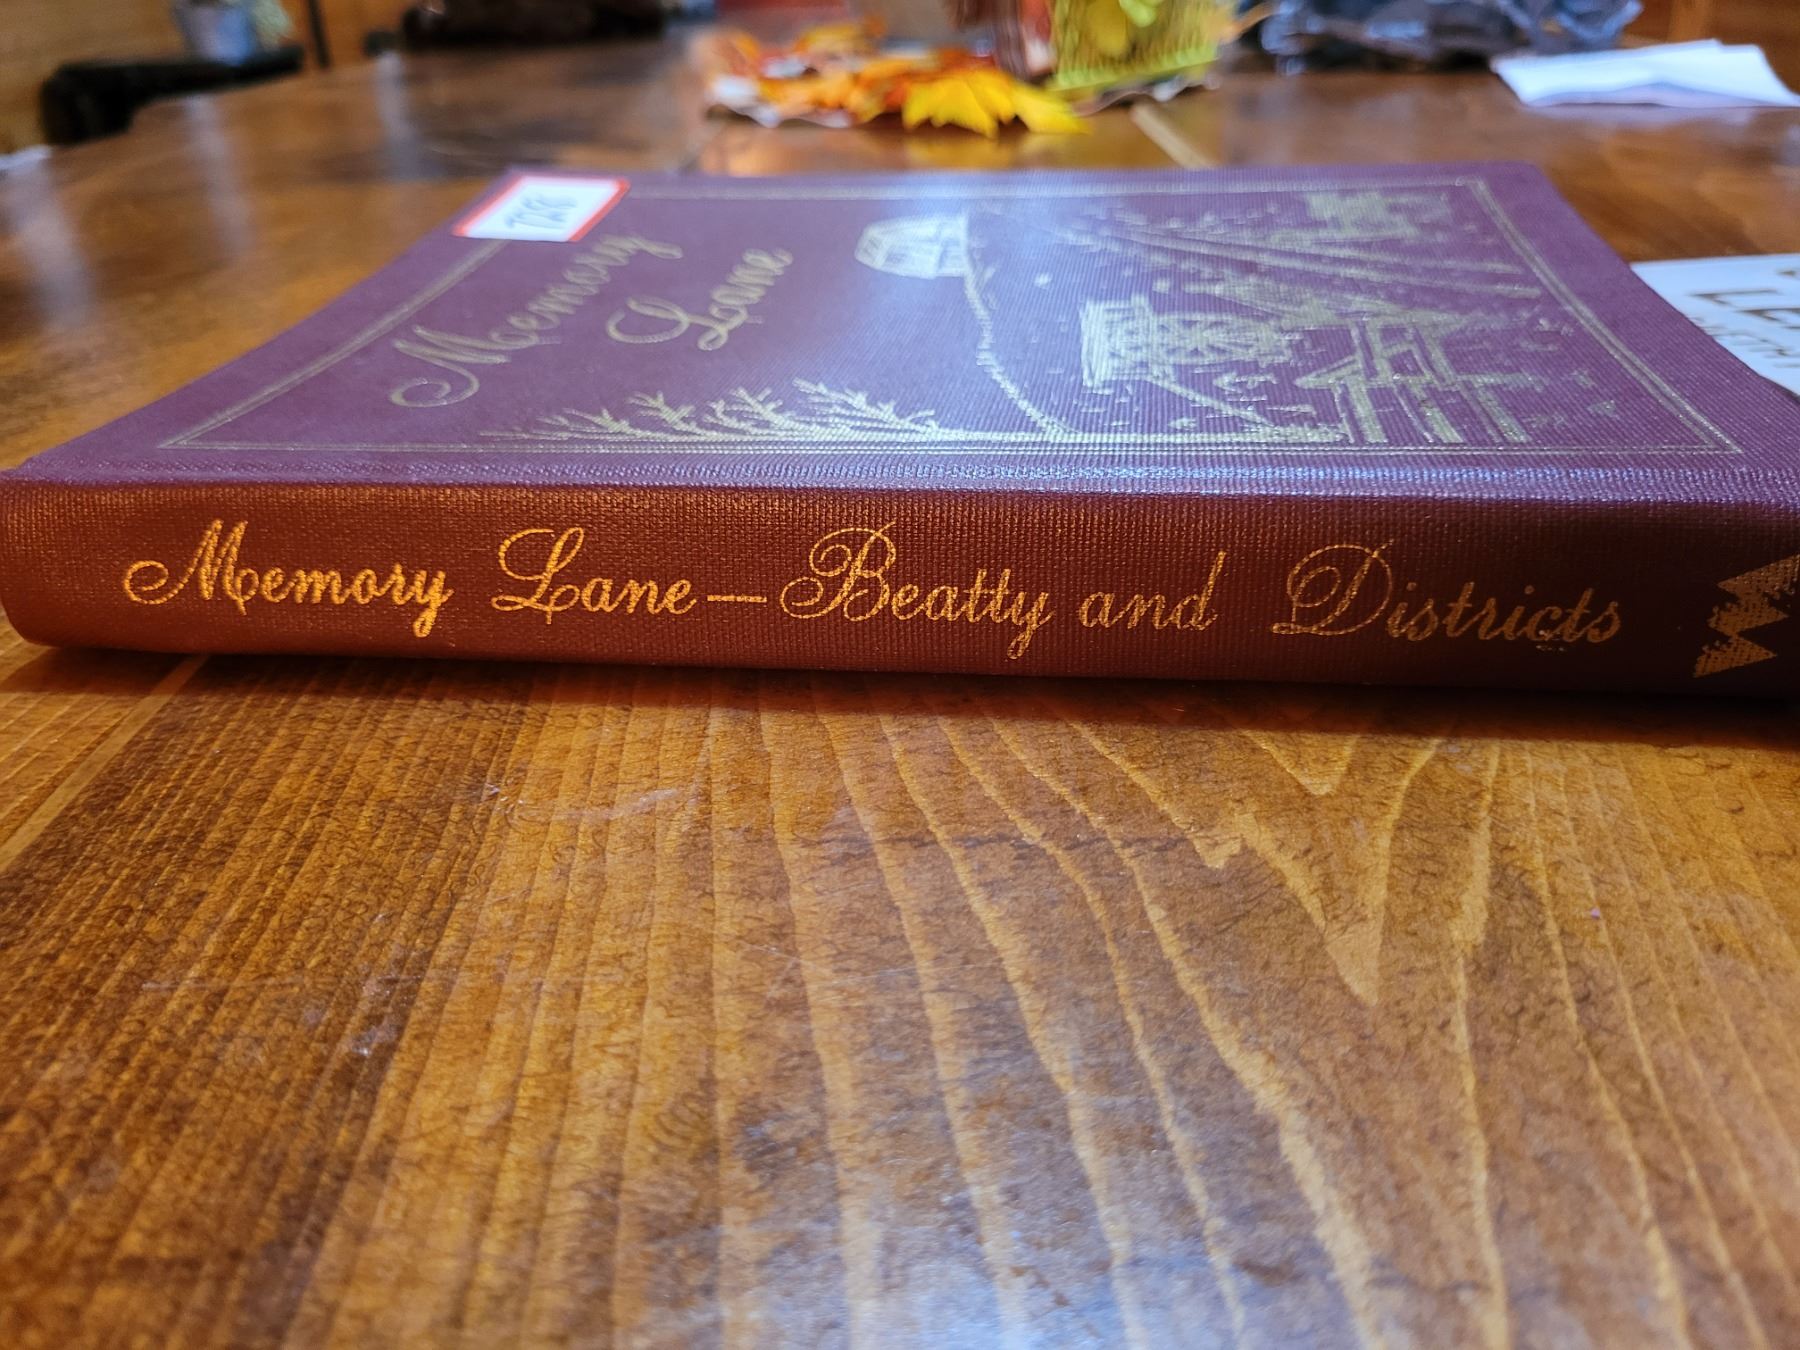 Memory
Lane
Memory Lane—Beatty and Districts